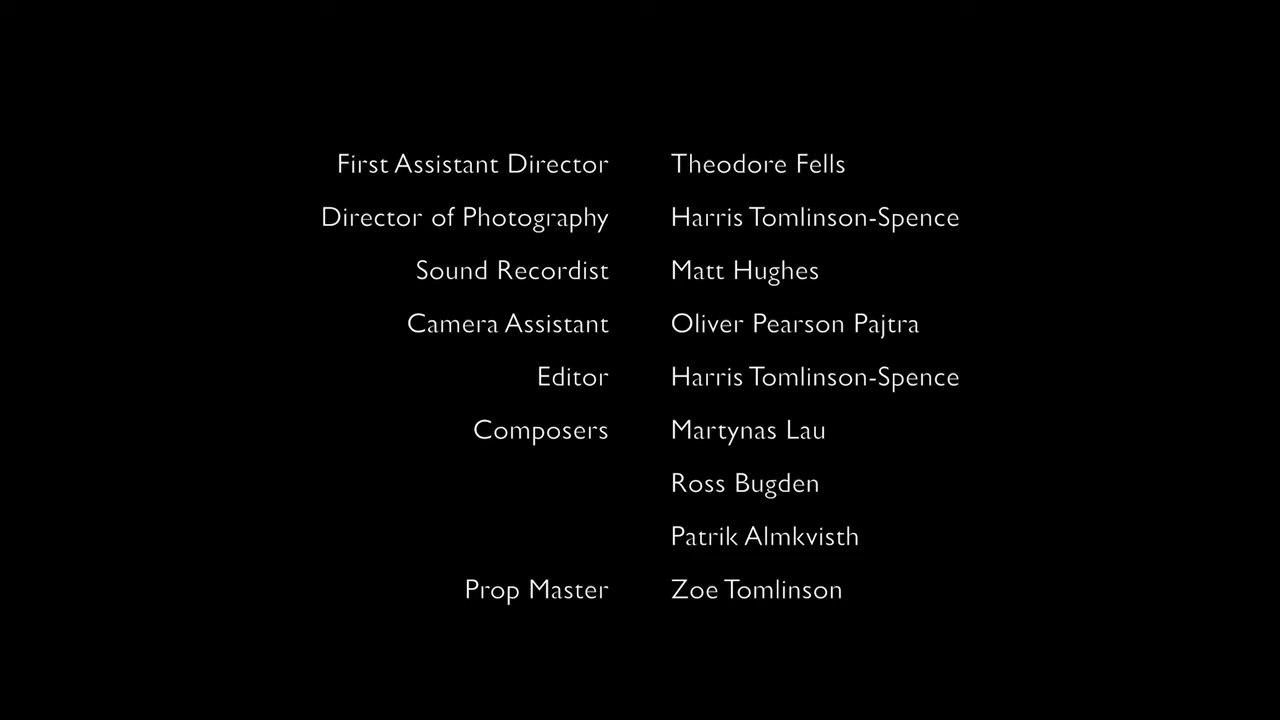 First Assistant Director Theodore Fells
Director of Photography Harris Tomlinson-Spence
Sound Recordist Matt Hughes
Camera Assistant Oliver Pearson Pajtra
Editor Harris Tomlinson-Spence
Composers Martynas Lau
Ross Bugden
Patrik Almkvisth
Prop Master Zoe Tomlinson